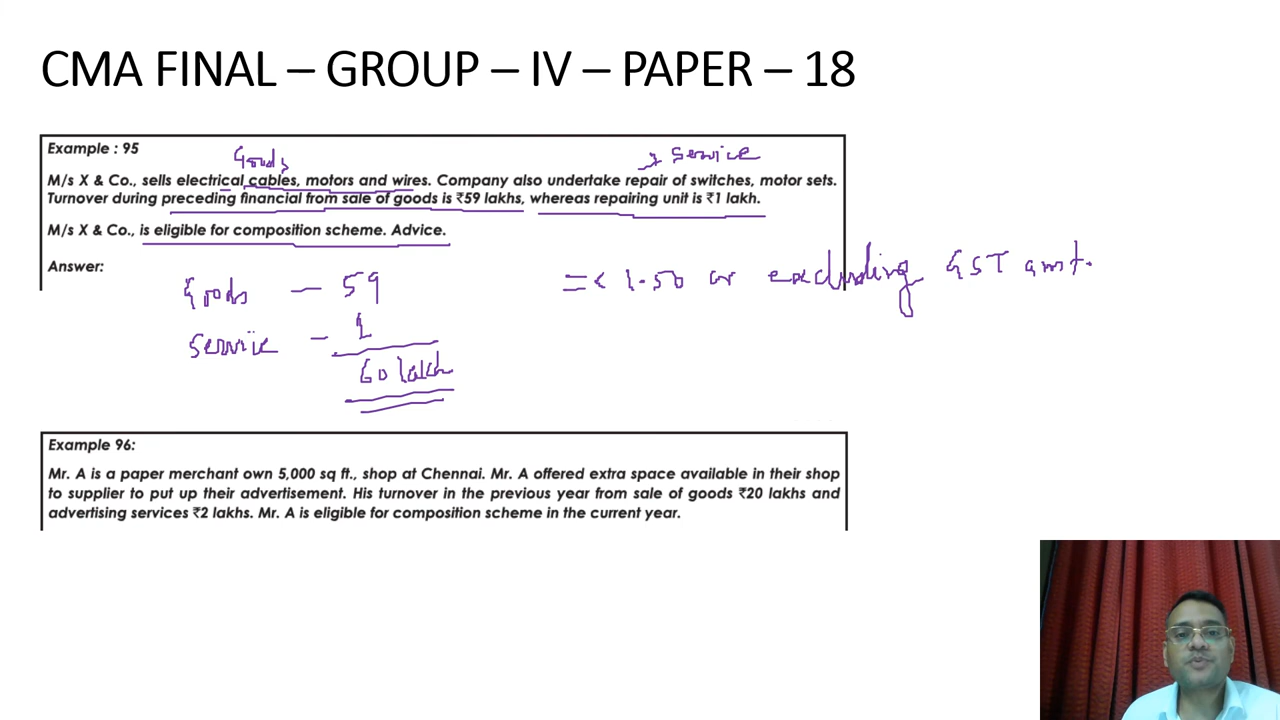 CMA FINAL – GROUP – IV – PAPER – 18
Example : 95
Goods
→ Service
M/s X & Co., sells electrical cables, motors and wires. Company also undertake repair of switches, motor sets.
Turnover during preceding financial from sale of goods is ₹59 lakhs, whereas repairing unit is ₹1 lakh.
M/s X & Co., is eligible for composition scheme. Advice.
Answer:
Goods — 59
=< 1.50 cr excluding GST amt.
Service — 1
60 lakh
Example 96:
Mr. A is a paper merchant own 5,000 sq ft., shop at Chennai. Mr. A offered extra space available in their shop
to supplier to put up their advertisement. His turnover in the previous year from sale of goods ₹20 lakhs and
advertising services ₹2 lakhs. Mr. A is eligible for composition scheme in the current year.